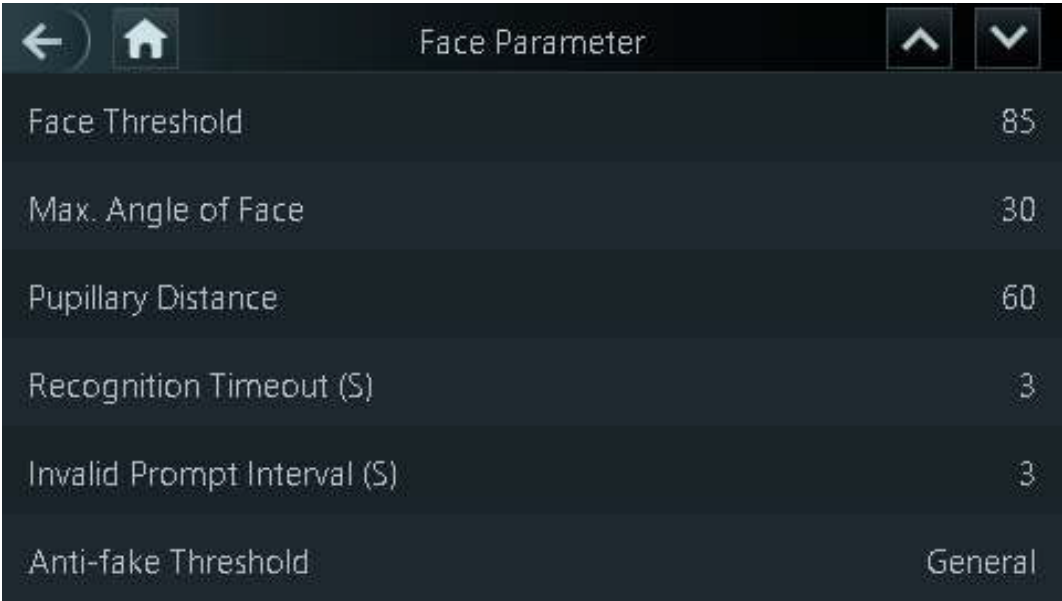 Face Parameter
Face Threshold 85
Max. Angle of Face 30
Pupillary Distance 60
Recognition Timeout (S) 3
Invalid Prompt Interval (S) 3
Anti-fake Threshold General